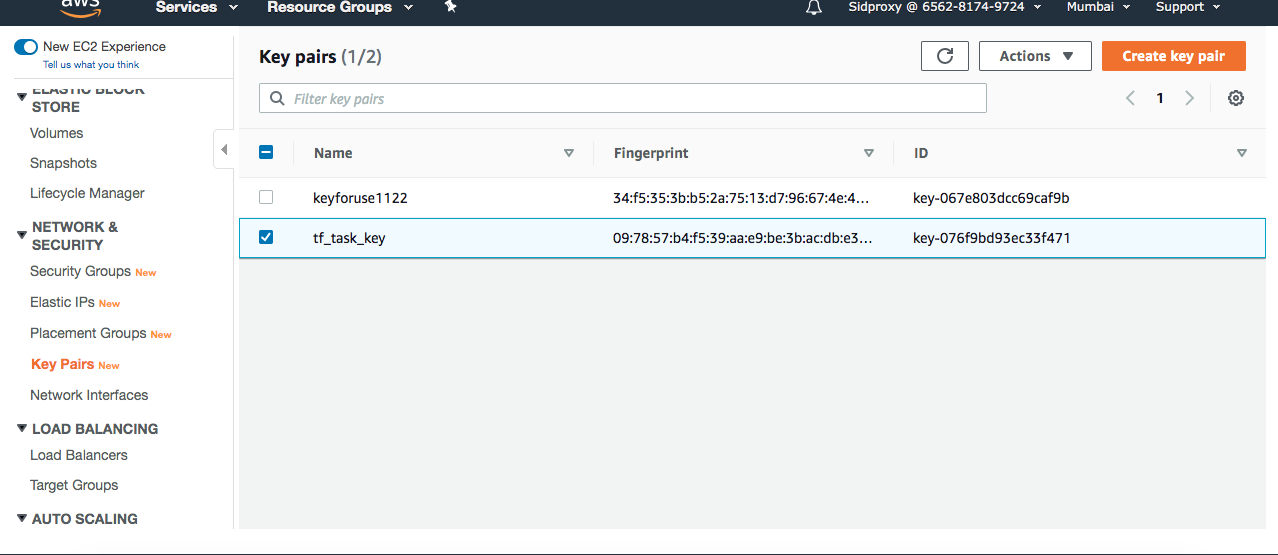 aws Services Resource Groups Sidproxy @ 6562-8174-9724 Mumbai Support
New EC2 Experience
Tell us what you think
ELASTIC BLOCK
STORE
Volumes
Snapshots
Lifecycle Manager
NETWORK &
SECURITY
Security Groups New
Elastic IPs New
Placement Groups New
Key Pairs New
Network Interfaces
LOAD BALANCING
Load Balancers
Target Groups
AUTO SCALING
Key pairs (1/2)
Actions
Create key pair
Filter key pairs
1
Name Fingerprint ID
keyforuse1122 34:f5:35:3b:b5:2a:75:13:d7:96:67:4e:4... key-067e803dcc69caf9b
tf_task_key 09:78:57:b4:f5:39:aa:e9:be:3b:ac:db:e3... key-076f9bd93ec33f471